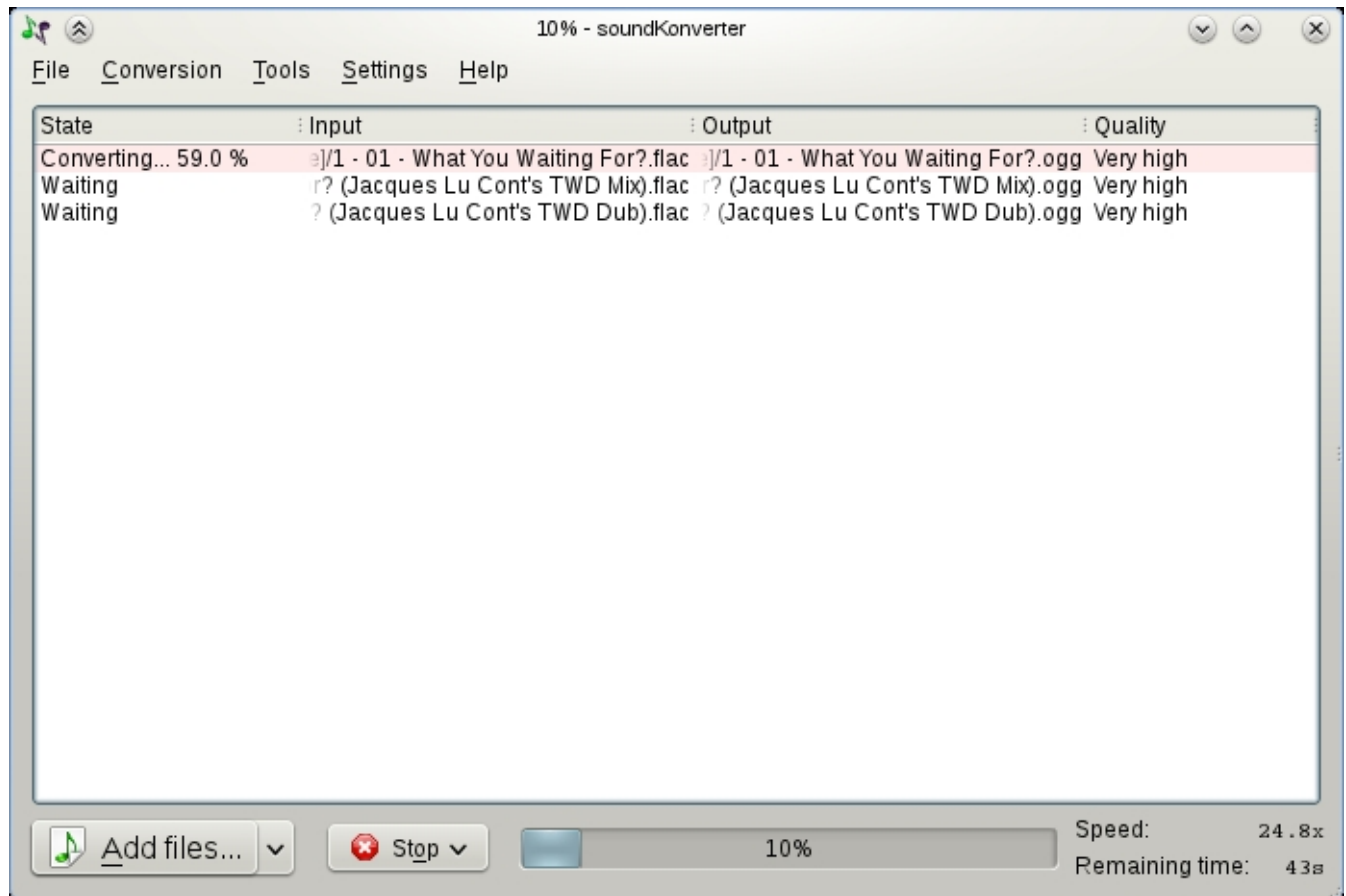 10% - soundKonverter
File Conversion Tools Settings Help
State Input Output Quality
Converting... 59.0 % e]/1 - 01 - What You Waiting For?.flac e]/1 - 01 - What You Waiting For?.ogg Very high
Waiting r? (Jacques Lu Cont's TWD Mix).flac r? (Jacques Lu Cont's TWD Mix).ogg Very high
Waiting ? (Jacques Lu Cont's TWD Dub).flac ? (Jacques Lu Cont's TWD Dub).ogg Very high
Add files... Stop 10% Speed: 24.8x
Remaining time: 43s